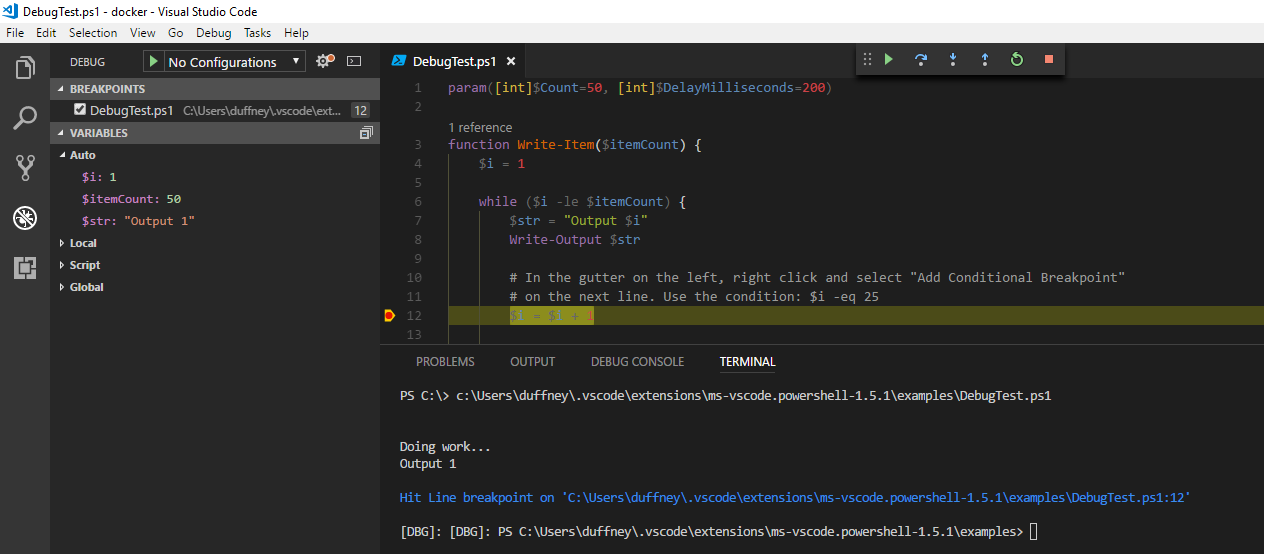 DebugTest.ps1 - docker - Visual Studio Code
File Edit Selection View Go Debug Tasks Help
DEBUG No Configurations
BREAKPOINTS
DebugTest.ps1 C:\Users\duffney\.vscode\ext... 12
VARIABLES
Auto
$i: 1
$itemCount: 50
$str: "Output 1"
Local
Script
Global
DebugTest.ps1
1 param([int]$Count=50, [int]$DelayMilliseconds=200)
2
1 reference
3 function Write-Item($itemCount) {
4 $i = 1
5
6 while ($i -le $itemCount) {
7 $str = "Output $i"
8 Write-Output $str
9
10 # In the gutter on the left, right click and select "Add Conditional Breakpoint"
11 # on the next line. Use the condition: $i -eq 25
12 $i = $i + 1
13
PROBLEMS OUTPUT DEBUG CONSOLE TERMINAL
PS C:\> c:\Users\duffney\.vscode\extensions\ms-vscode.powershell-1.5.1\examples\DebugTest.ps1
Doing work...
Output 1
Hit Line breakpoint on 'C:\Users\duffney\.vscode\extensions\ms-vscode.powershell-1.5.1\examples\DebugTest.ps1:12'
[DBG]: [DBG]: PS C:\Users\duffney\.vscode\extensions\ms-vscode.powershell-1.5.1\examples>